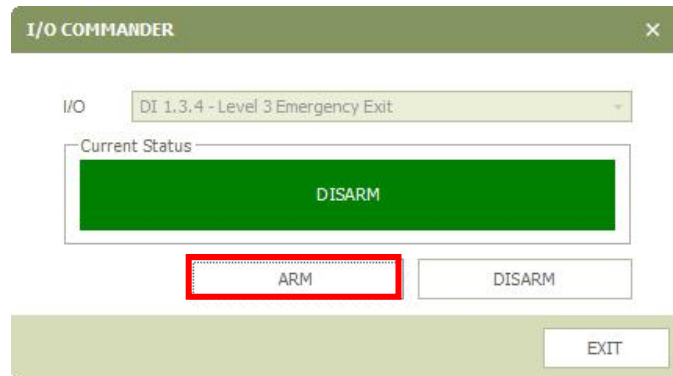 I/O COMMANDER
I/O DI 1.3.4 - Level 3 Emergency Exit
Current Status
DISARM
ARM DISARM
EXIT